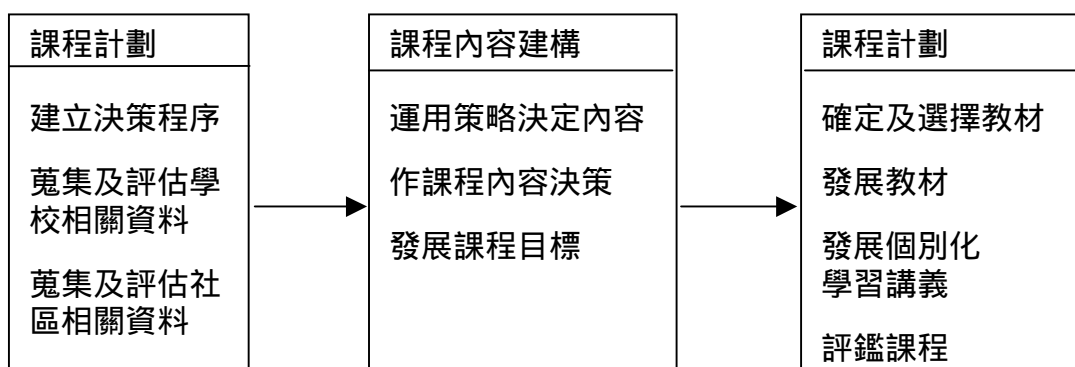 課程計劃
建立決策程序
蒐集及評估學
校相關資料
蒐集及評估社
區相關資料
課程內容建構
運用策略決定內容
作課程內容決策
發展課程目標
課程計劃
確定及選擇教材
發展教材
發展個別化
學習講義
評鑑課程